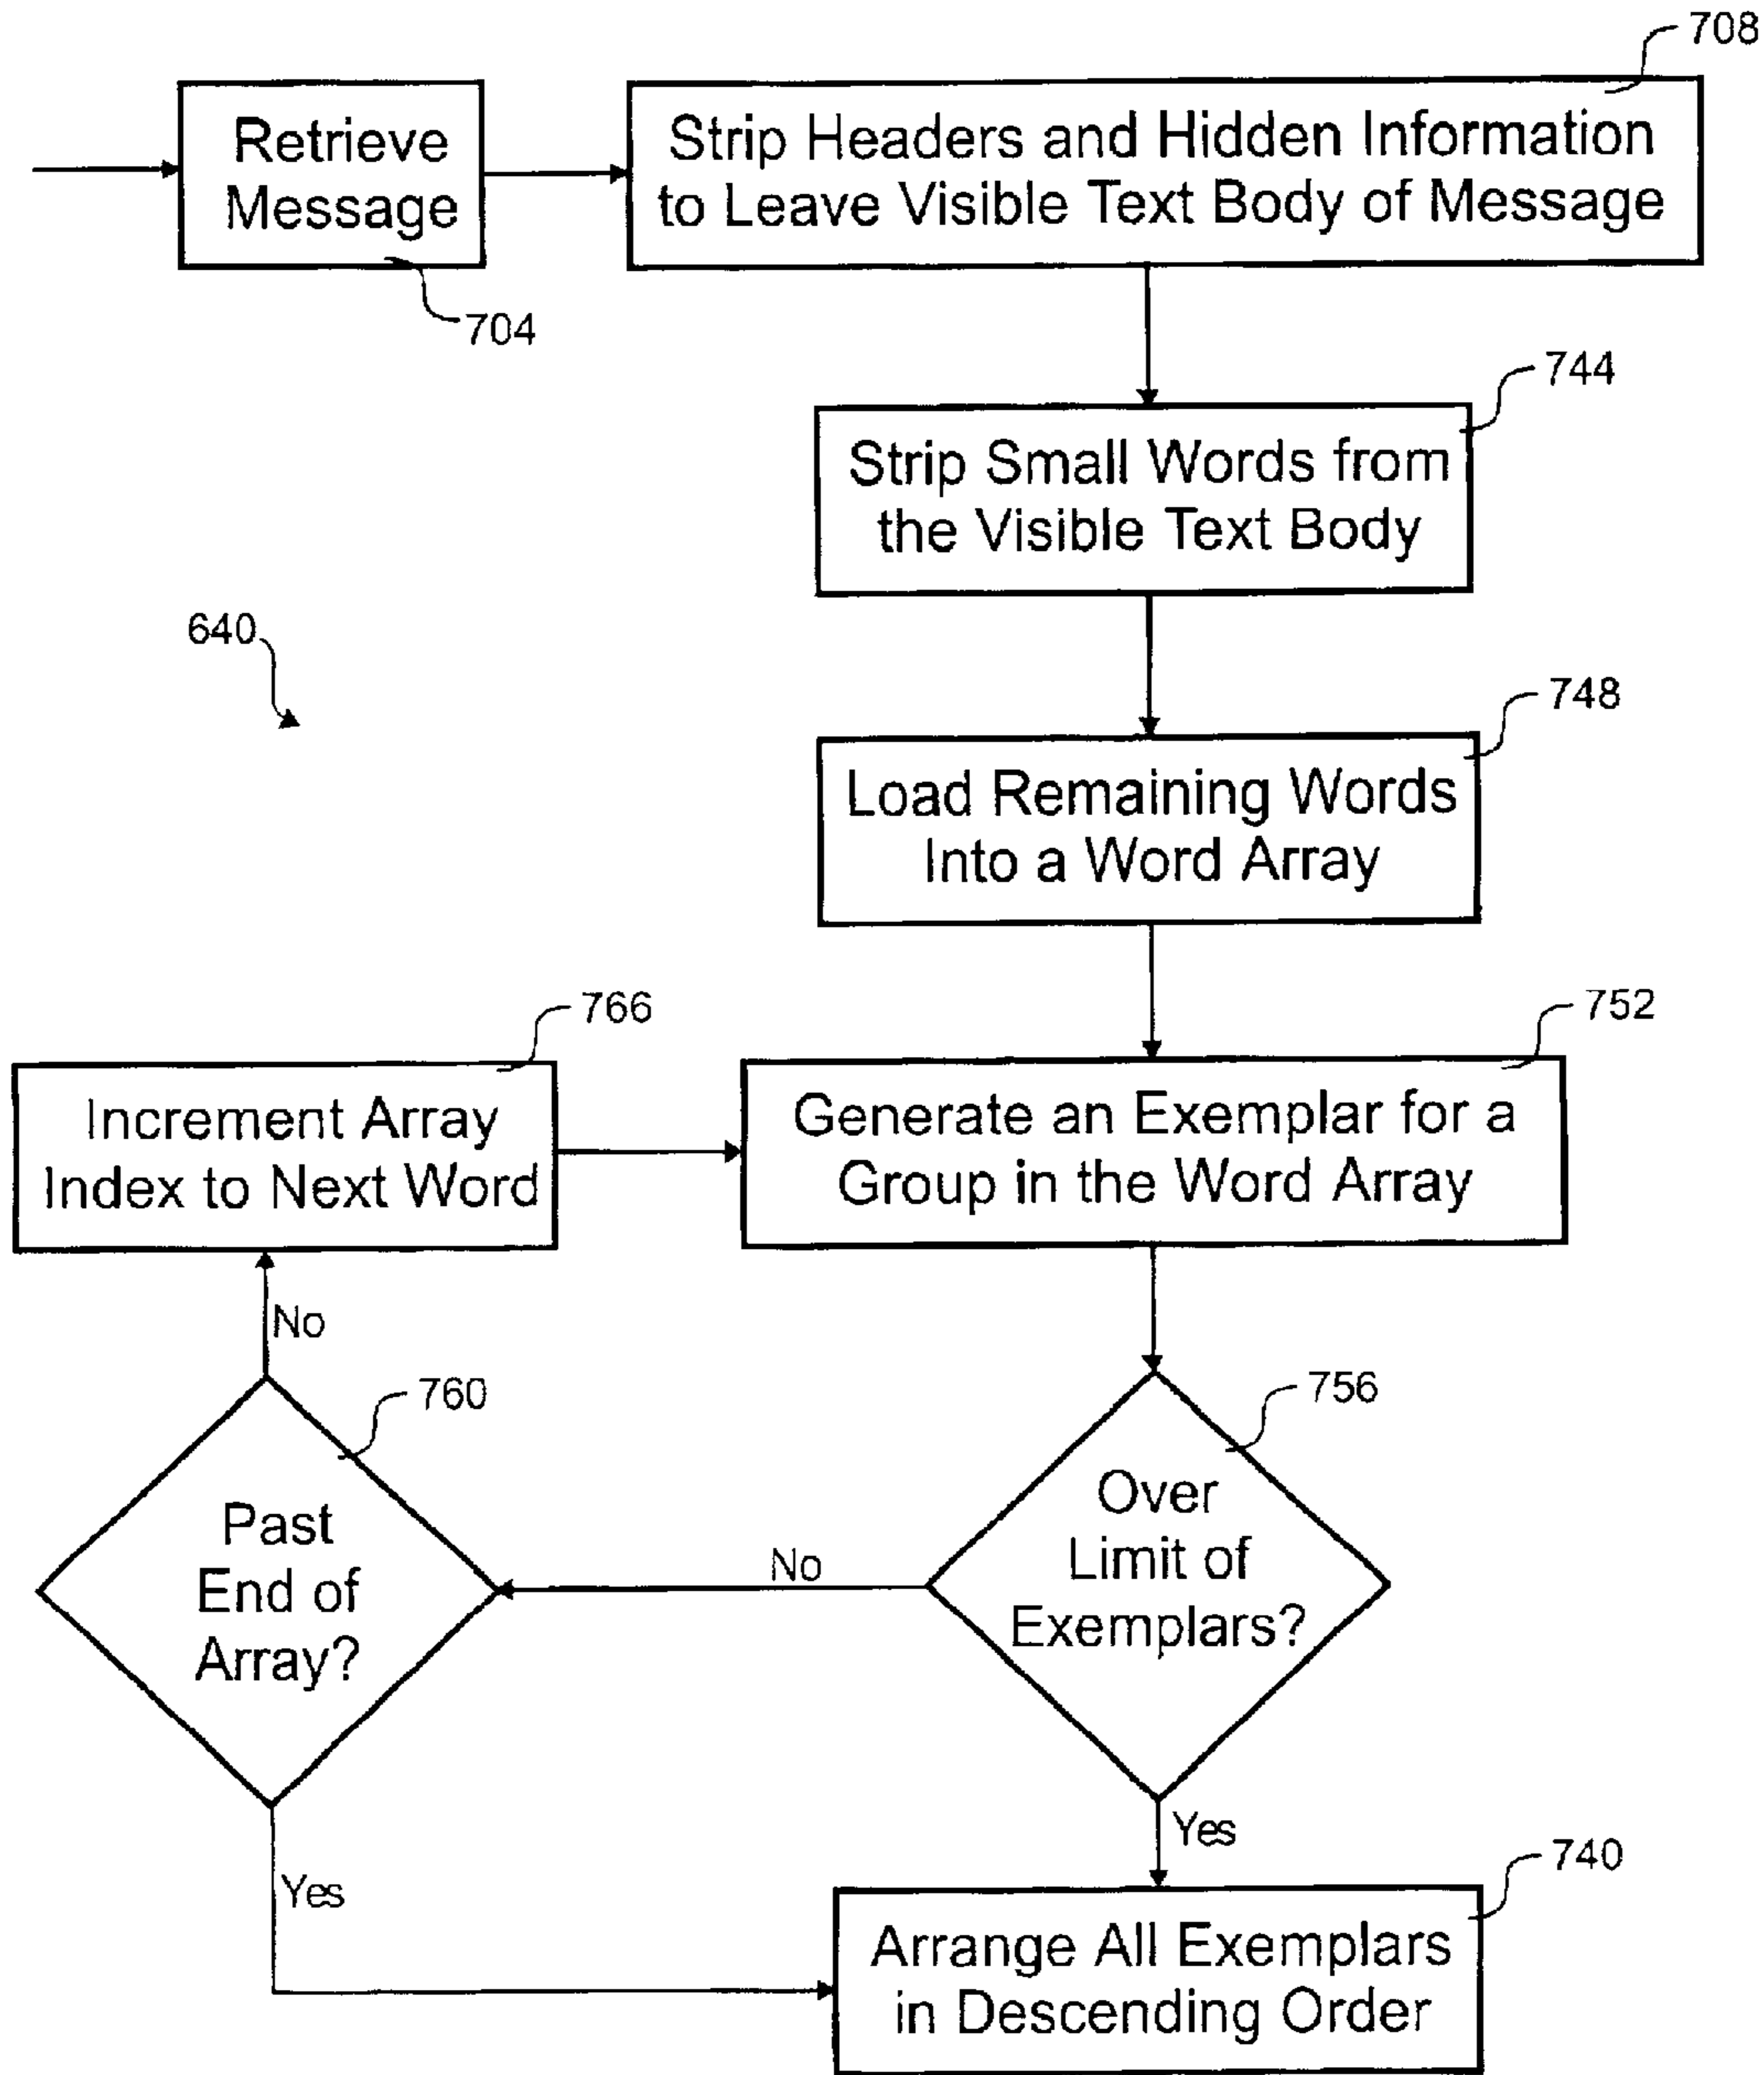 708
Retrieve
Message
704
Strip Headers and Hidden Information
to Leave Visible Text Body of Message
744
Strip Small Words from
the Visible Text Body
640
748
Load Remaining Words
Into a Word Array
766
Increment Array
Index to Next Word
752
Generate an Exemplar for a
Group in the Word Array
No
760
Past
End of
Array?
No
756
Over
Limit of
Exemplars?
Yes
Yes
740
Arrange All Exemplars
in Descending Order